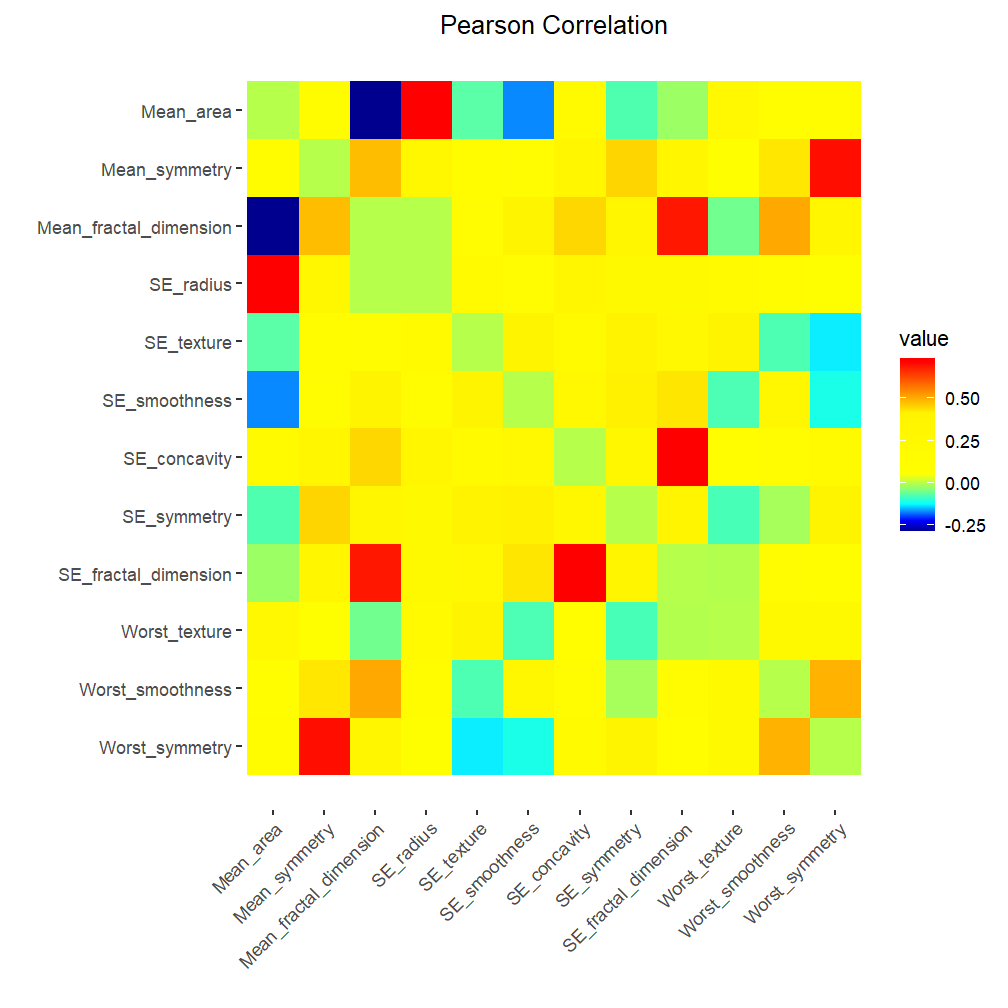 Pearson Correlation
Mean_area
Mean_symmetry
Mean_fractal_dimension
SE_radius
SE_texture
SE_smoothness
SE_concavity
SE_symmetry
SE_fractal_dimension
Worst_texture
Worst_smoothness
Worst_symmetry
value
0.50
0.25
0.00
-0.25
Mean_area
Mean_symmetry
Mean_fractal_dimension
SE_radius
SE_texture
SE_smoothness
SE_concavity
SE_symmetry
SE_fractal_dimension
Worst_texture
Worst_smoothness
Worst_symmetry